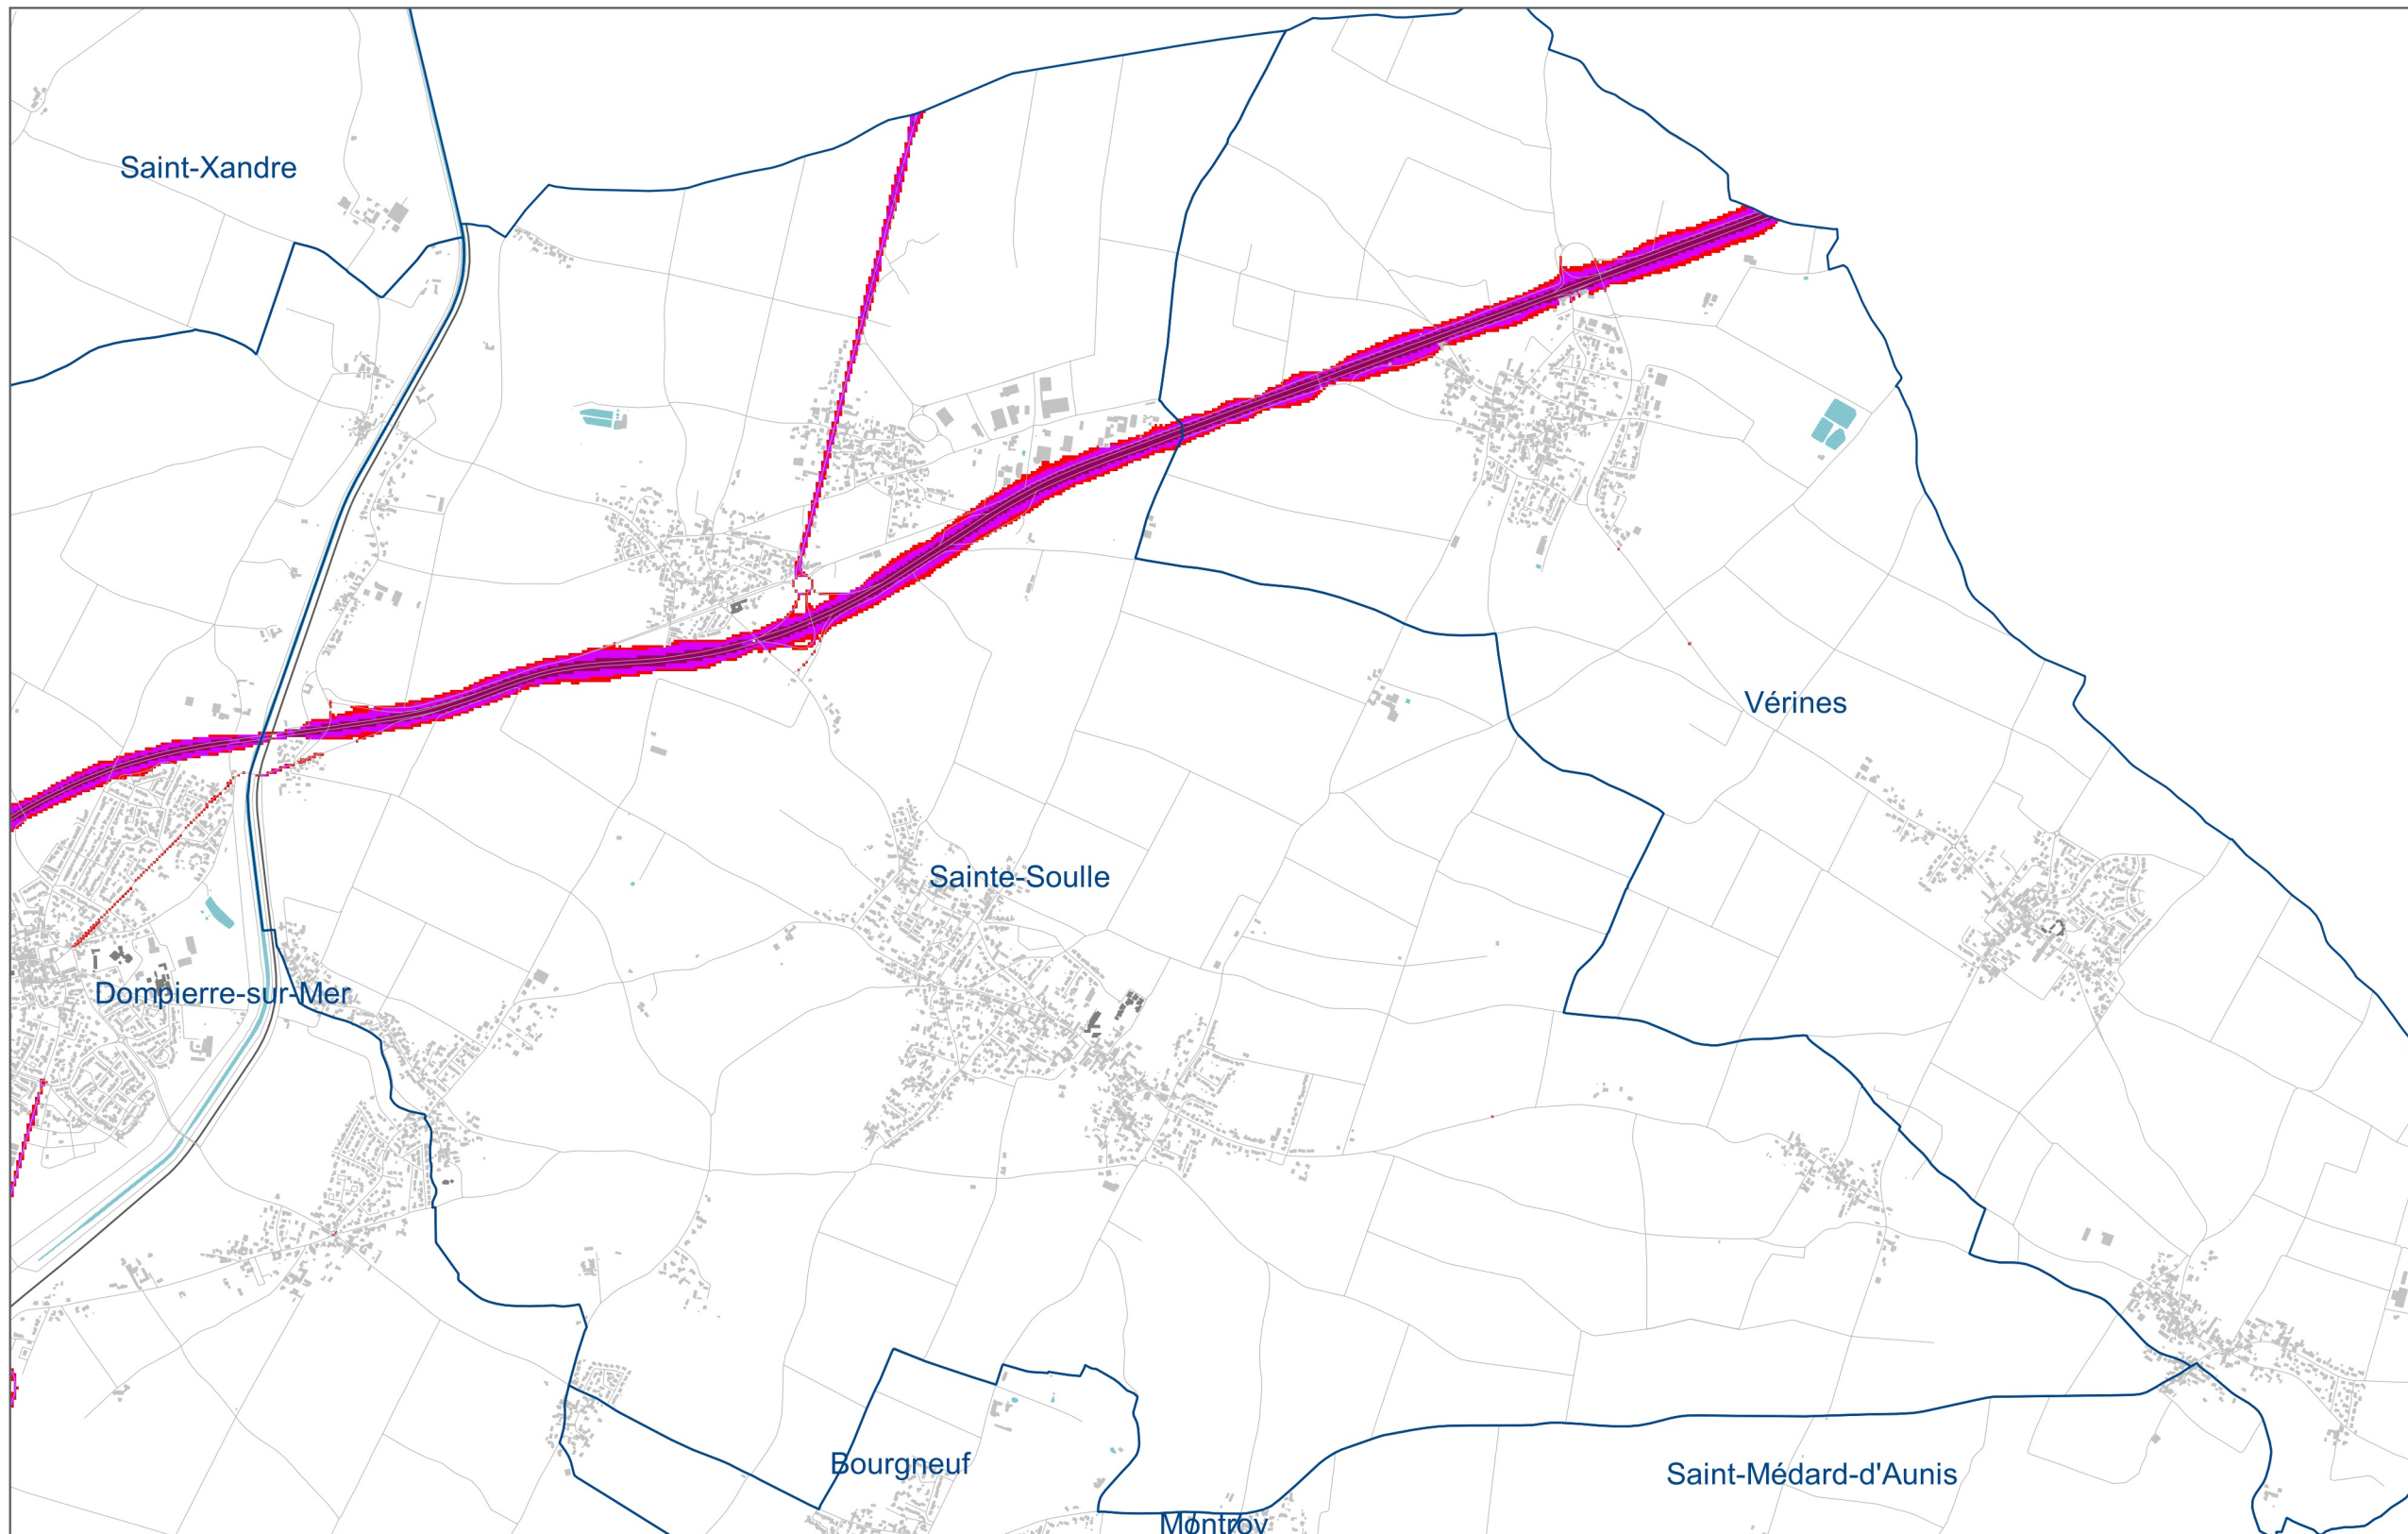 Saint-Xandre
Vérines
Sainte-Soulle
Dompierre-sur-Mer
Bourgneuf
Saint-Médard-d'Aunis
Montroy